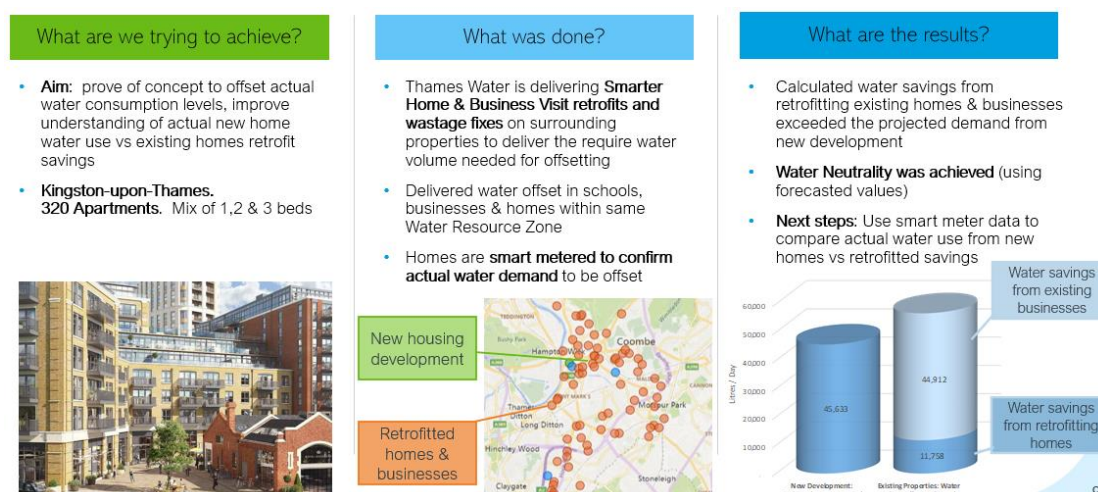 What are we trying to achieve?
• Aim: prove of concept to offset actual
water consumption levels, improve
understanding of actual new home
water use vs existing homes retrofit
savings
• Kingston-upon-Thames.
320 Apartments. Mix of 1,2 & 3 beds
What was done?
• Thames Water is delivering Smarter
Home & Business Visit retrofits and
wastage fixes on surrounding
properties to deliver the require water
volume needed for offsetting
• Delivered water offset in schools,
businesses & homes within same
Water Resource Zone
• Homes are smart metered to confirm
actual water demand to be offset
New housing
development
Retrofitted
homes &
businesses
TEDDINGTON
Bushy Park
Hampton Wick
Coombe
Thames
Ditton
Long Ditton
Motspur Park
Hinchley Wood
Stoneleigh
Claygate
What are the results?
• Calculated water savings from
retrofitting existing homes & businesses
exceeded the projected demand from
new development
• Water Neutrality was achieved (using
forecasted values)
• Next steps: Use smart meter data to
compare actual water use from new
homes vs retrofitted savings
Water savings
from existing
businesses
Water savings
from retrofitting
homes
Litres / Day
60,000
50,000
40,000
30,000
20,000
10,000
45,633
44,912
11,758
New Development:
Existing Properties: Water